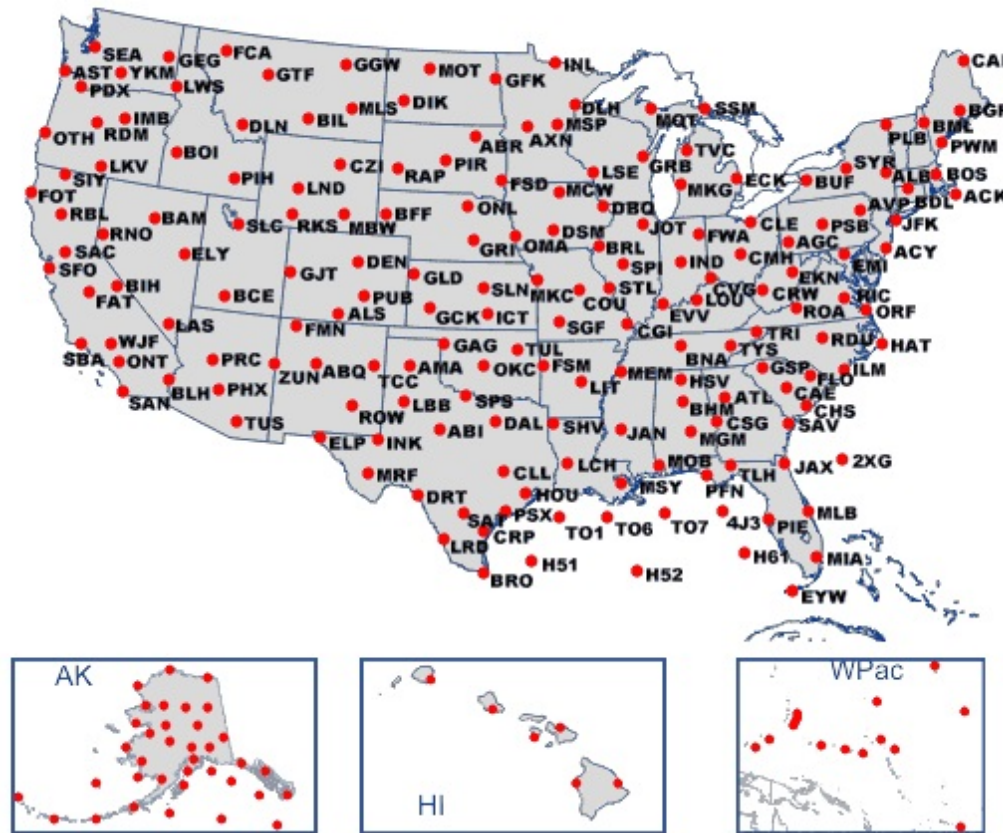 SEA
GEG
FCA
GGW
MOT
GFK
INL
CAR
AST
YKM
GTF
PDX
LWS
DIK
DLH
MQT
SSM
BGR
IMB
MLS
BIL
MSP
BML
OTH
RDM
DLN
ABR
AXN
PLB
PWM
BOI
PIR
GRB
TVC
SIY
LKV
CZI
RAP
LSE
SYR
ALB
BOS
PIH
LND
FSD
MCW
MKG
ECK
BUF
FOT
ACK
RBL
BAM
SLC
RKS
MBW
BFF
ONL
DBQ
AVP
BDL
RNO
DSM
JOT
FWA
CLE
PSB
JFK
SAC
ELY
GRI
OMA
BRL
AGC
ACY
SFO
GJT
DEN
GLD
SPI
IND
CMH
EKN
EMI
FAT
BIH
BCE
PUB
SLN
MKC
COU
STL
CVG
CRW
RIC
ALS
GCK
ICT
EVV
LOU
ROA
ORF
LAS
FMN
SGF
CGI
TRI
RDU
HAT
SBA
WJF
ONT
PRC
ZUN
ABQ
TCC
AMA
GAG
TUL
OKC
FSM
BNA
TYS
GSP
ILM
SAN
BLH
PHX
LIT
MEM
HSV
ATL
CAE
FLO
TUS
ROW
LBB
SPS
BHM
CHS
ELP
INK
ABI
DAL
SHV
JAN
MGM
CSG
SAV
MRF
CLL
LCH
MOB
TLH
JAX
2XG
DRT
HOU
MSY
PFN
SAT
PSX
TO1
TO6
TO7
4J3
PIE
MLB
LRD
CRP
BRO
H51
H52
H61
MIA
EYW
AK
HI
WPac